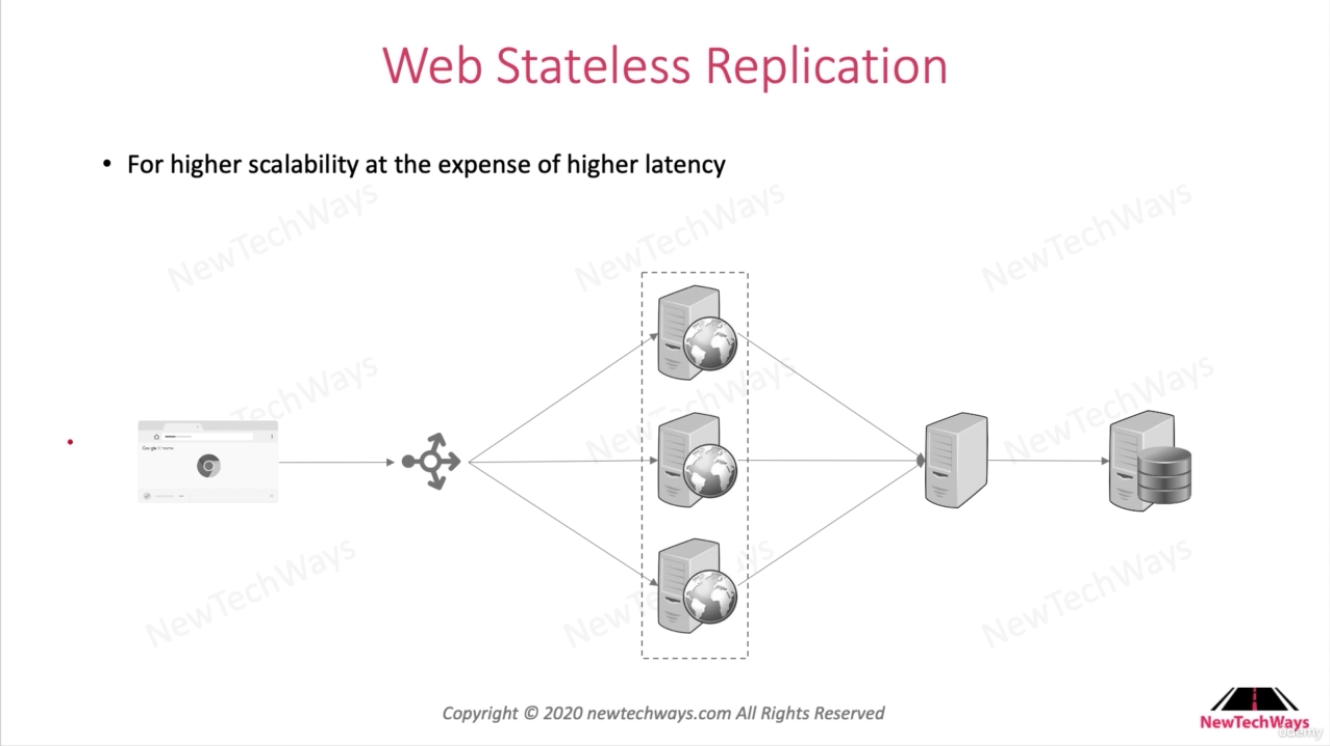 Web Stateless Replication
• For higher scalability at the expense of higher latency
NewTechWays
NewTechWays
NewTechWays
NewTechWays
NewTechWays
NewTechWays
NewTechWays
NewTechWays
NewTechWays
Copyright © 2020 newtechways.com All Rights Reserved
NewTechWays
udemy